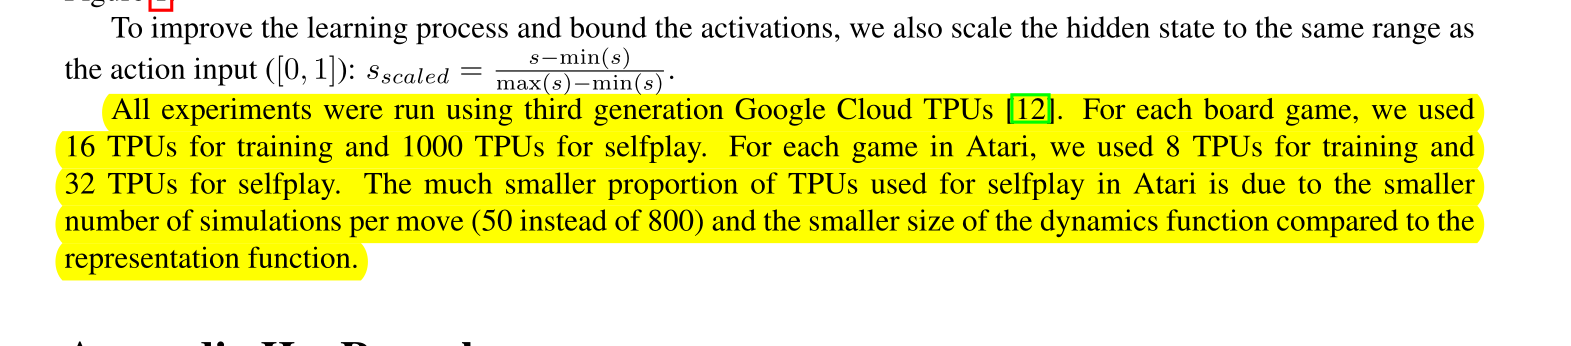 To improve the learning process and bound the activations, we also scale the hidden state to the same range as
the action input ([0, 1]): s_scaled = \frac{s−min(s)}{max(s)−min(s)}.
All experiments were run using third generation Google Cloud TPUs [12]. For each board game, we used
16 TPUs for training and 1000 TPUs for selfplay. For each game in Atari, we used 8 TPUs for training and
32 TPUs for selfplay. The much smaller proportion of TPUs used for selfplay in Atari is due to the smaller
number of simulations per move (50 instead of 800) and the smaller size of the dynamics function compared to the
representation function.